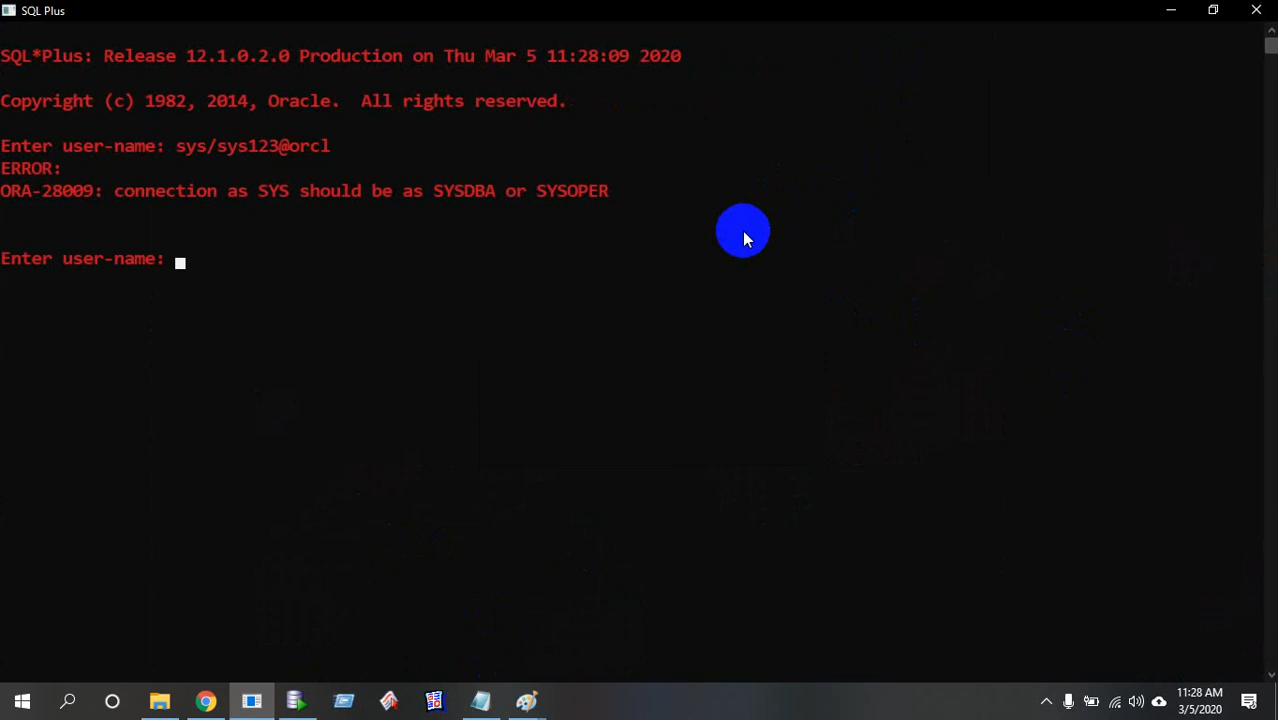 SQL Plus
SQL*Plus: Release 12.1.0.2.0 Production on Thu Mar 5 11:28:09 2020
Copyright (c) 1982, 2014, Oracle.  All rights reserved.
Enter user-name: sys/sys123@orcl
ERROR:
ORA-28009: connection as SYS should be as SYSDBA or SYSOPER
Enter user-name:
11:28 AM
3/5/2020